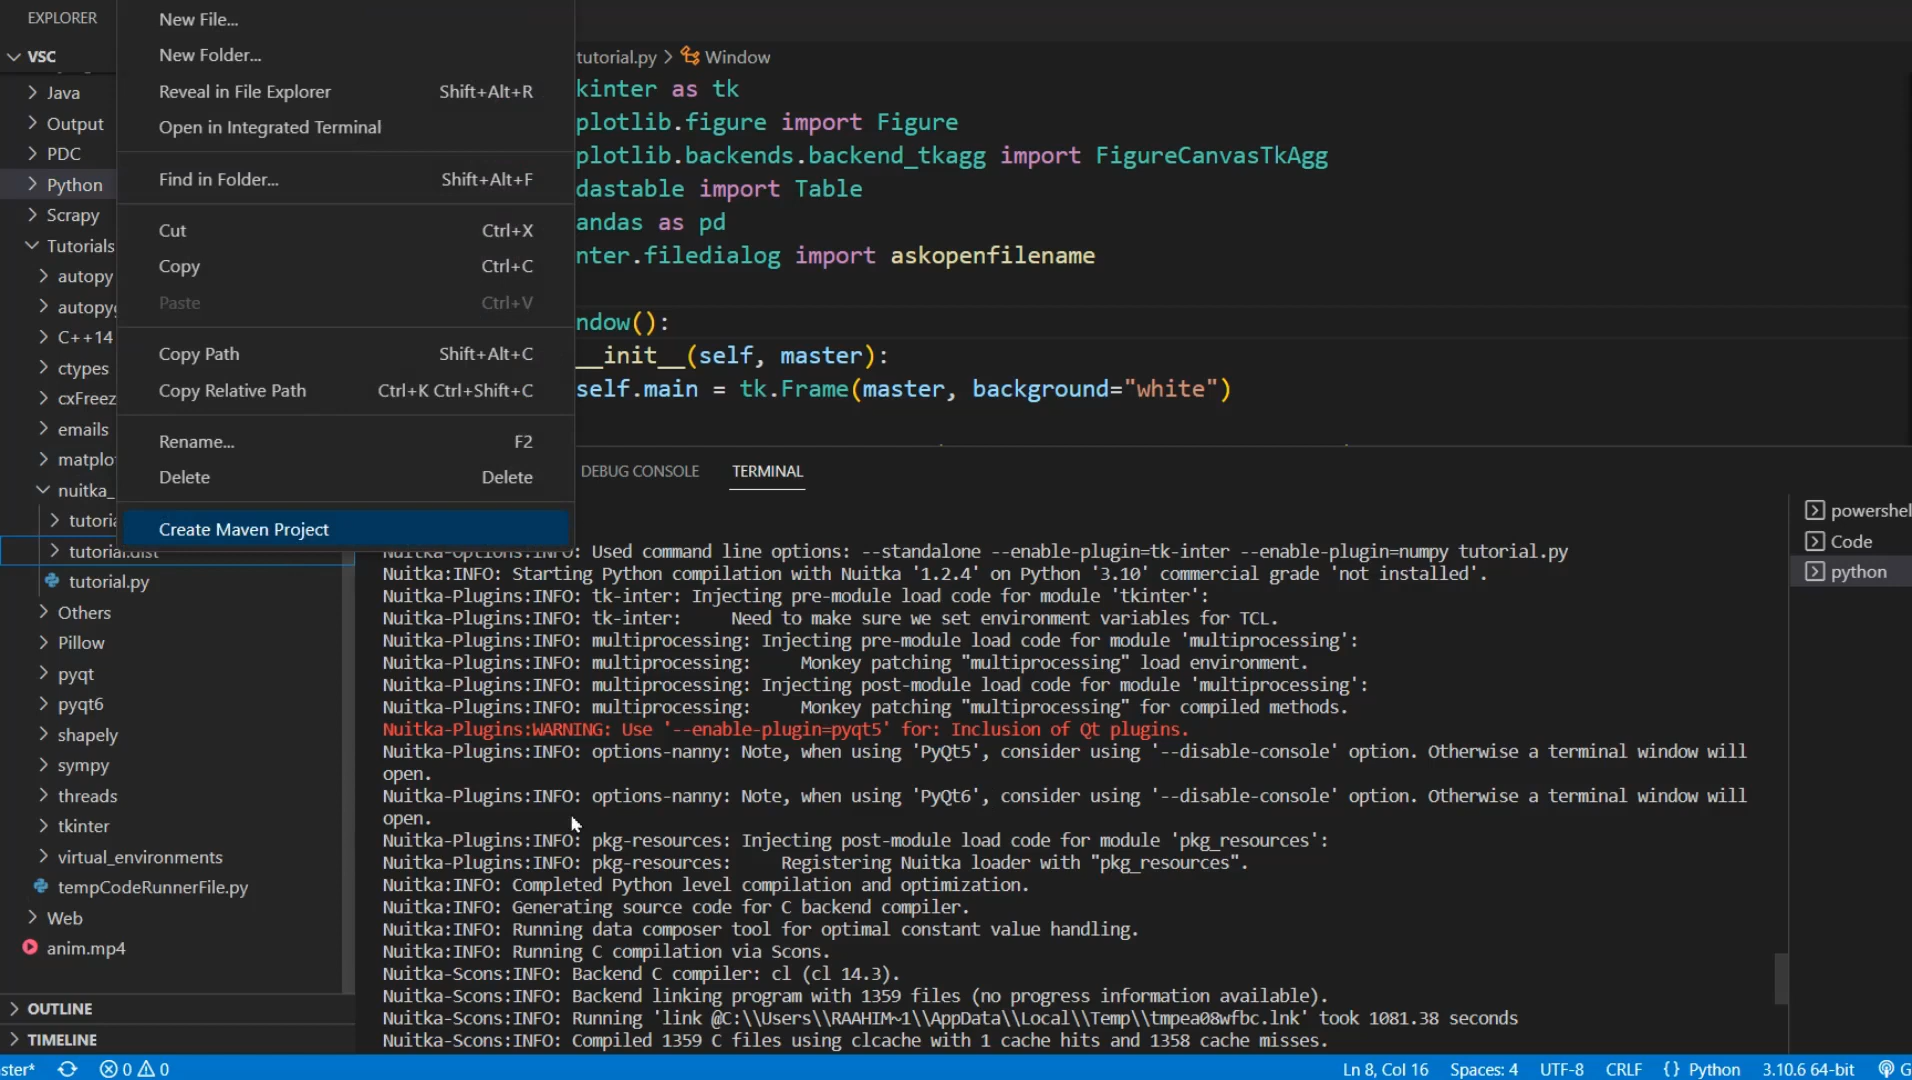 EXPLORER
VSC
Java
Output
PDC
Python
Scrapy
Tutorials
autopy
autopyg
C++14
ctypes
cxFreez
emails
matplo
nuitka_
tutoria
tutorial.dist
tutorial.py
Others
Pillow
pyqt
pyqt6
shapely
sympy
threads
tkinter
virtual_environments
tempCodeRunnerFile.py
Web
anim.mp4
OUTLINE
TIMELINE
New File...
New Folder...
Reveal in File Explorer Shift+Alt+R
Open in Integrated Terminal
Find in Folder... Shift+Alt+F
Cut Ctrl+X
Copy Ctrl+C
Paste Ctrl+V
Copy Path Shift+Alt+C
Copy Relative Path Ctrl+K Ctrl+Shift+C
Rename... F2
Delete Delete
Create Maven Project
tutorial.py > Window
kinter as tk
plotlib.figure import Figure
plotlib.backends.backend_tkagg import FigureCanvasTkAgg
dastable import Table
andas as pd
nter.filedialog import askopenfilename
ndow():
__init__(self, master):
self.main = tk.Frame(master, background="white")
DEBUG CONSOLE TERMINAL
Nuitka-Options:INFO: Used command line options: --standalone --enable-plugin=tk-inter --enable-plugin=numpy tutorial.py
Nuitka:INFO: Starting Python compilation with Nuitka '1.2.4' on Python '3.10' commercial grade 'not installed'.
Nuitka-Plugins:INFO: tk-inter: Injecting pre-module load code for module 'tkinter':
Nuitka-Plugins:INFO: tk-inter: Need to make sure we set environment variables for TCL.
Nuitka-Plugins:INFO: multiprocessing: Injecting pre-module load code for module 'multiprocessing':
Nuitka-Plugins:INFO: multiprocessing: Monkey patching "multiprocessing" load environment.
Nuitka-Plugins:INFO: multiprocessing: Injecting post-module load code for module 'multiprocessing':
Nuitka-Plugins:INFO: multiprocessing: Monkey patching "multiprocessing" for compiled methods.
Nuitka-Plugins:WARNING: Use '--enable-plugin=pyqt5' for: Inclusion of Qt plugins.
Nuitka-Plugins:INFO: options-nanny: Note, when using 'PyQt5', consider using '--disable-console' option. Otherwise a terminal window will
open.
Nuitka-Plugins:INFO: options-nanny: Note, when using 'PyQt6', consider using '--disable-console' option. Otherwise a terminal window will
open.
Nuitka-Plugins:INFO: pkg-resources: Injecting post-module load code for module 'pkg_resources':
Nuitka-Plugins:INFO: pkg-resources: Registering Nuitka loader with "pkg_resources".
Nuitka:INFO: Completed Python level compilation and optimization.
Nuitka:INFO: Generating source code for C backend compiler.
Nuitka:INFO: Running data composer tool for optimal constant value handling.
Nuitka:INFO: Running C compilation via Scons.
Nuitka-Scons:INFO: Backend C compiler: cl (cl 14.3).
Nuitka-Scons:INFO: Backend linking program with 1359 files (no progress information available).
Nuitka-Scons:INFO: Running 'link @C:\\Users\\RAAHIM~1\\AppData\\Local\\Temp\\tmpea08wfbc.lnk' took 1081.38 seconds
Nuitka-Scons:INFO: Compiled 1359 C files using clcache with 1 cache hits and 1358 cache misses.
powershel
Code
python
ster* 0 0 Ln 8, Col 16 Spaces: 4 UTF-8 CRLF {} Python 3.10.6 64-bit G